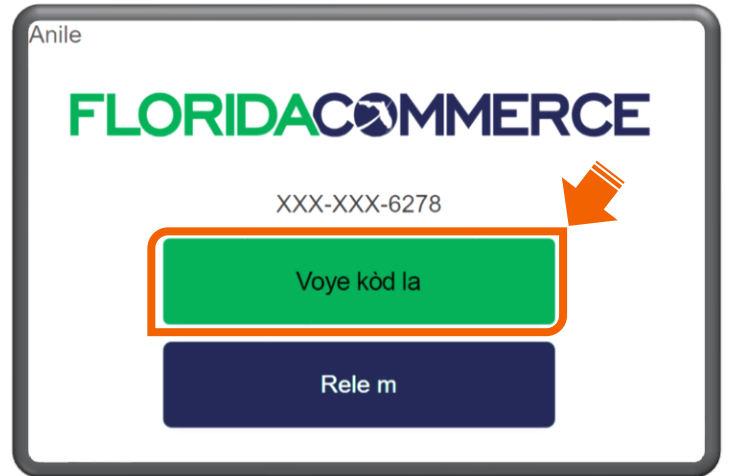 Anile
FLORIDACOMMERCE
XXX-XXX-6278
Voye kòd la
Rele m